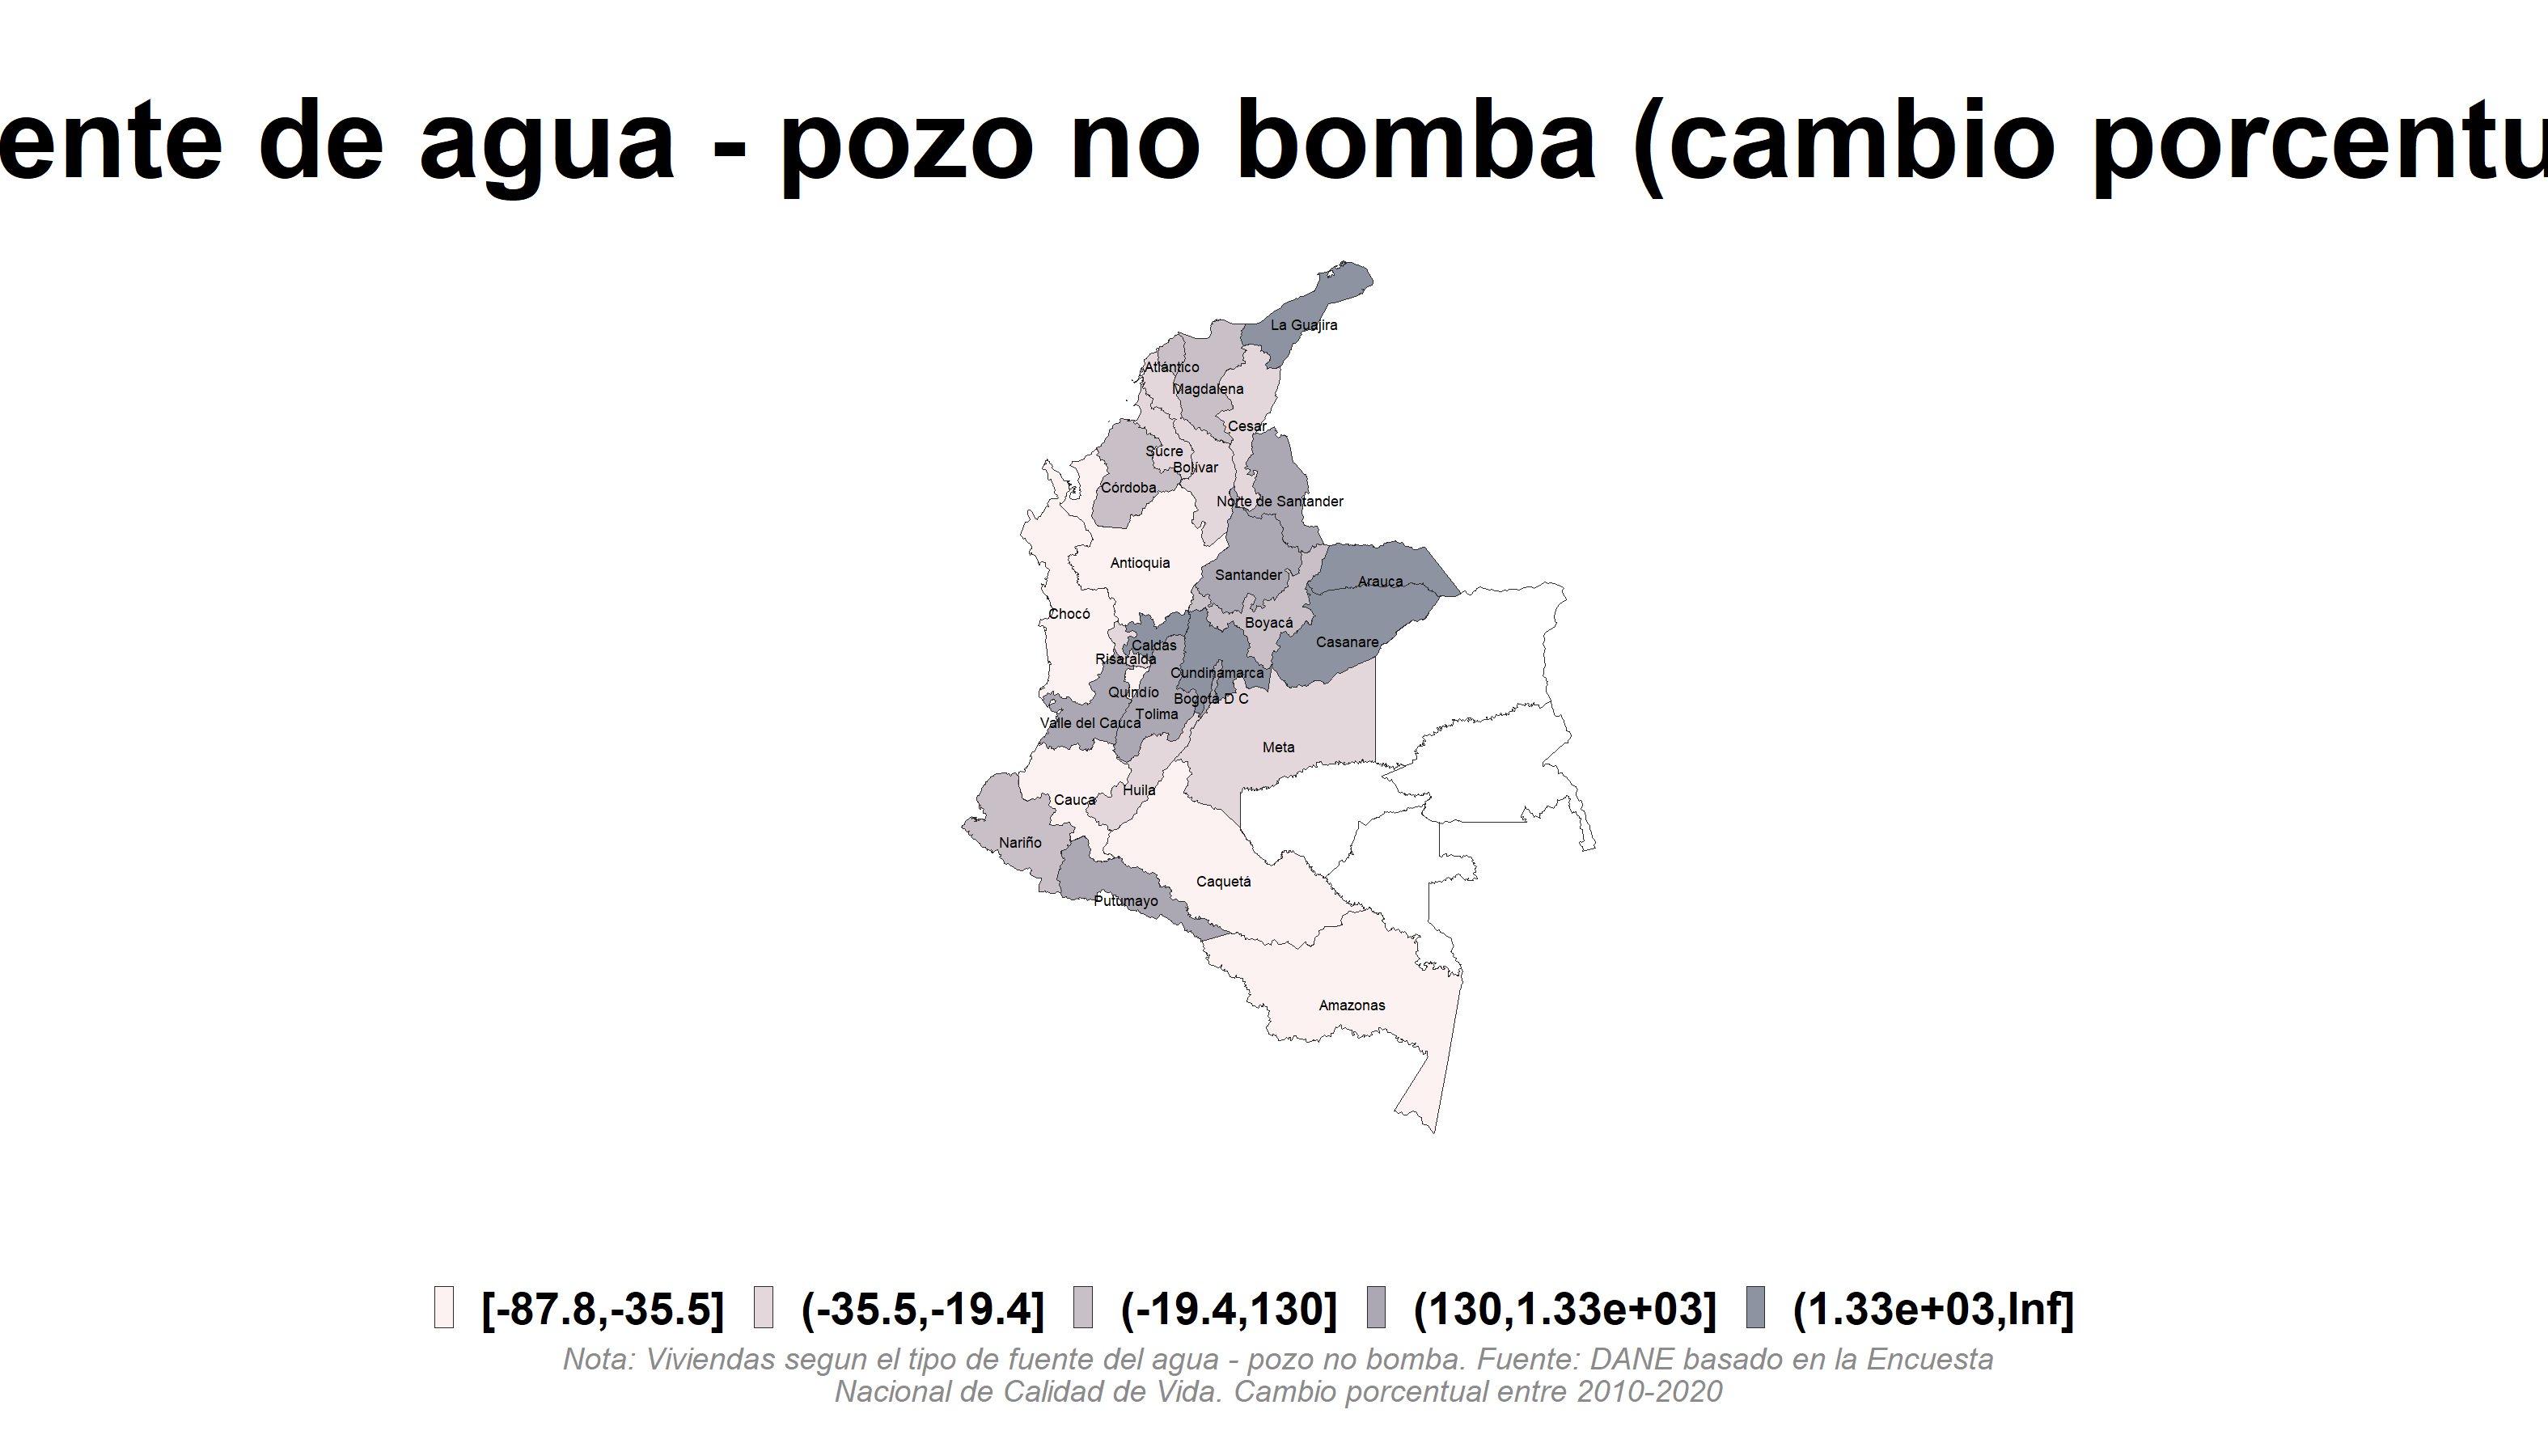 ente de agua - pozo no bomba (cambio porcentu
La Guajira
Atlántico
Magdalena
Cesar
Sucre
Bolívar
Córdoba
Norte de Santander
Antioquia
Santander
Arauca
Chocó
Boyacá
Caldas
Casanare
Risaralda
Cundinamarca
Quindío
Bogotá D C
Tolima
Valle del Cauca
Meta
Huila
Cauca
Nariño
Caquetá
Putumayo
Amazonas
[-87.8,-35.5] (-35.5,-19.4] (-19.4,130] (130,1.33e+03] (1.33e+03,Inf]
Nota: Viviendas segun el tipo de fuente del agua - pozo no bomba. Fuente: DANE basado en la Encuesta
Nacional de Calidad de Vida. Cambio porcentual entre 2010-2020